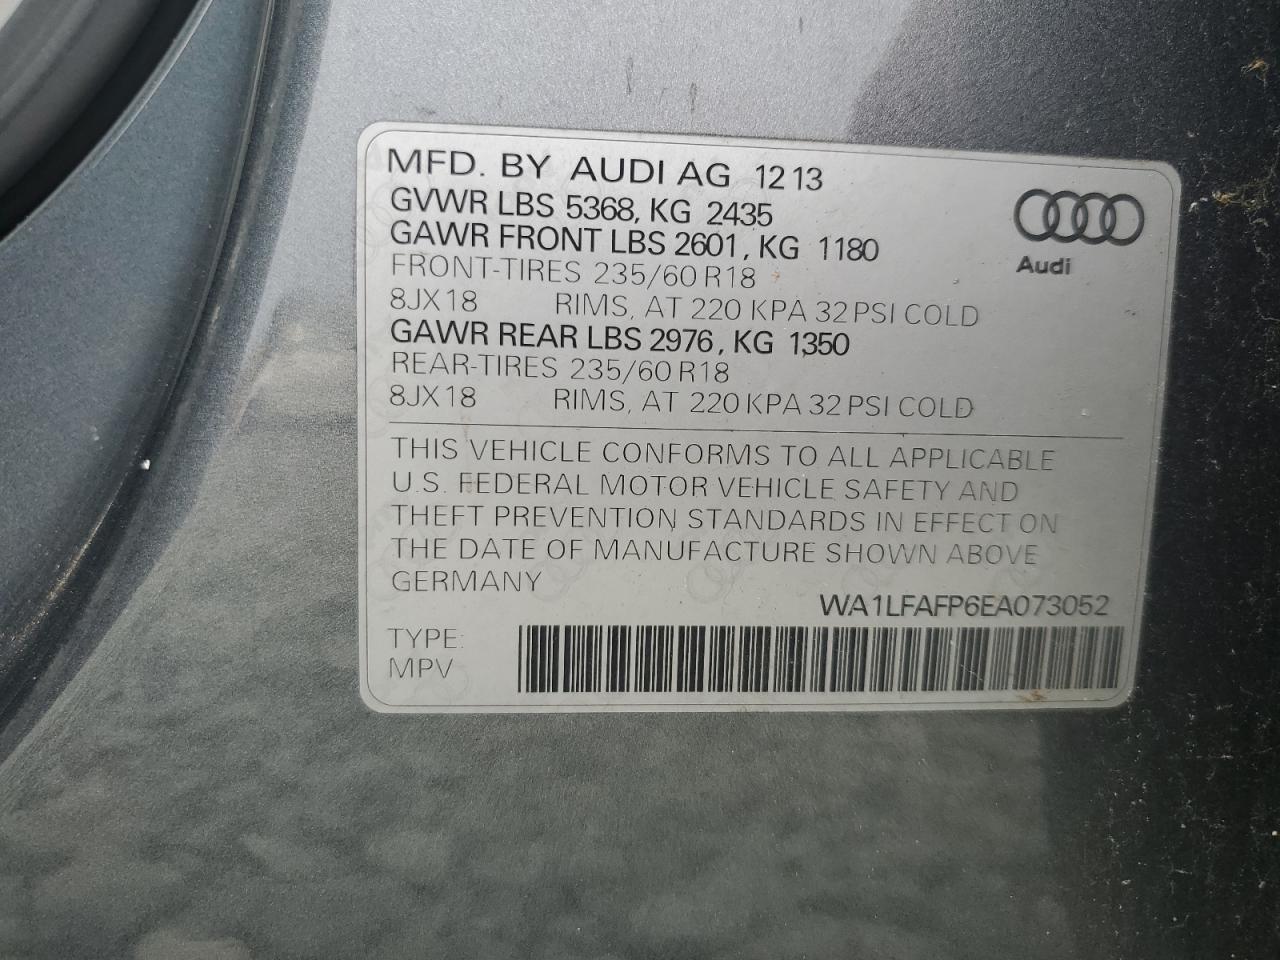 MFD. BY AUDI AG 12 13
GVWR LBS 5368, KG 2435
GAWR FRONT LBS 2601, KG 1180
FRONT-TIRES 235/60 R18
8JX18 RIMS, AT 220 KPA 32 PSI COLD
GAWR REAR LBS 2976, KG 1350
REAR-TIRES 235/60 R18
8JX18 RIMS, AT 220 KPA 32 PSI COLD
Audi
THIS VEHICLE CONFORMS TO ALL APPLICABLE
U.S. FEDERAL MOTOR VEHICLE SAFETY AND
THEFT PREVENTION STANDARDS IN EFFECT ON
THE DATE OF MANUFACTURE SHOWN ABOVE
GERMANY
WA1LFAFP6EA073052
TYPE:
MPV